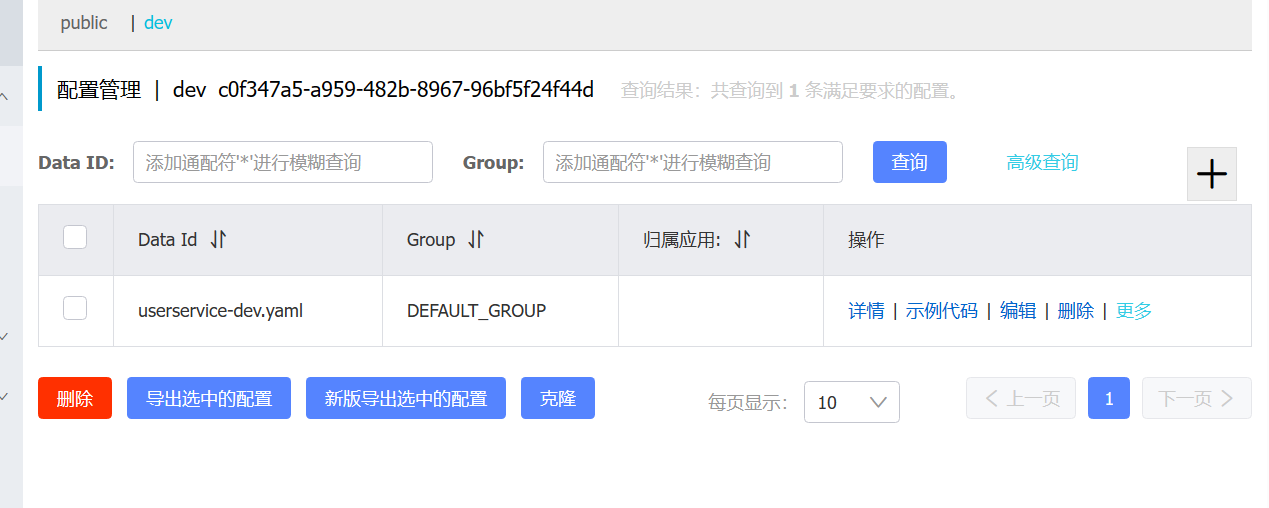 public | dev
配置管理 | dev c0f347a5-a959-482b-8967-96bf5f24f44d 查询结果：共查询到 1 条满足要求的配置。
Data ID: 添加通配符'*'进行模糊查询 Group: 添加通配符'*'进行模糊查询 查询 高级查询
Data Id Group 归属应用: 操作
userservice-dev.yaml DEFAULT_GROUP 详情 | 示例代码 | 编辑 | 删除 | 更多
删除 导出选中的配置 新版导出选中的配置 克隆 每页显示： 10 上一页 1 下一页